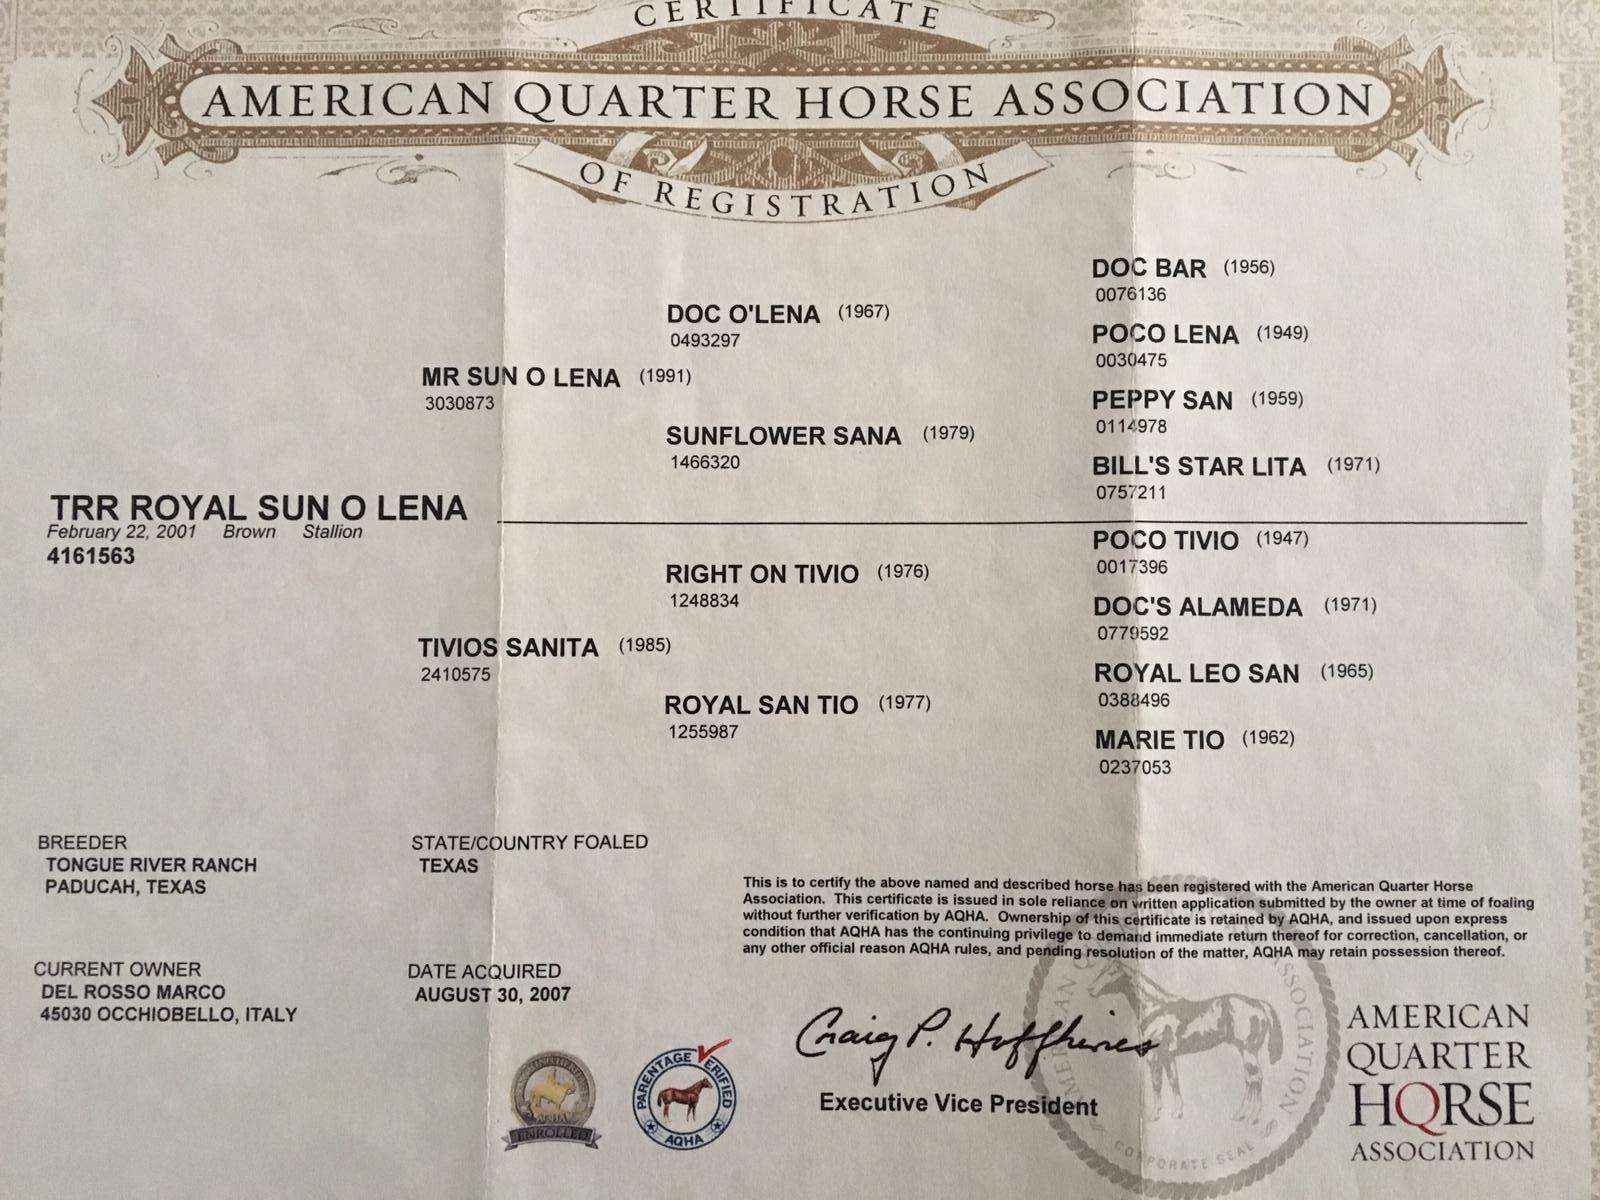 CERTIFICATE
AMERICAN QUARTER HORSE ASSOCIATION
OF REGISTRATION
DOC BAR (1956)
0076136
DOC O'LENA (1967)
0493297
POCO LENA (1949)
0030475
MR SUN O LENA (1991)
3030873
PEPPY SAN (1959)
0114978
SUNFLOWER SANA (1979)
1466320
BILL'S STAR LITA (1971)
0757211
TRR ROYAL SUN O LENA
February 22, 2001 Brown Stallion
4161563
POCO TIVIO (1947)
0017396
RIGHT ON TIVIO (1976)
1248834
DOC'S ALAMEDA (1971)
0779592
TIVIOS SANITA (1985)
2410575
ROYAL LEO SAN (1965)
0388496
ROYAL SAN TIO (1977)
1255987
MARIE TIO (1962)
0237053
BREEDER
TONGUE RIVER RANCH
PADUCAH, TEXAS
STATE/COUNTRY FOALED
TEXAS
CURRENT OWNER
DEL ROSSO MARCO
45030 OCCHIOBELLO, ITALY
DATE ACQUIRED
AUGUST 30, 2007
This is to certify the above named and described horse has been registered with the American Quarter Horse
Association. This certificate is issued in sole reliance on written application submitted by the owner at time of foaling
without further verification by AQHA. Ownership of this certificate is retained by AQHA, and issued upon express
condition that AQHA has the continuing privilege to demand immediate return thereof for correction, cancellation, or
any other official reason AQHA rules, and pending resolution of the matter, AQHA may retain possession thereof.
Craig P. Huffhines
Executive Vice President
ENROLLED
PARENTAGE VERIFIED
AQHA
ASSOCIATION
CORPORATE SEAL
AMERICAN
QUARTER
HORSE
ASSOCIATION